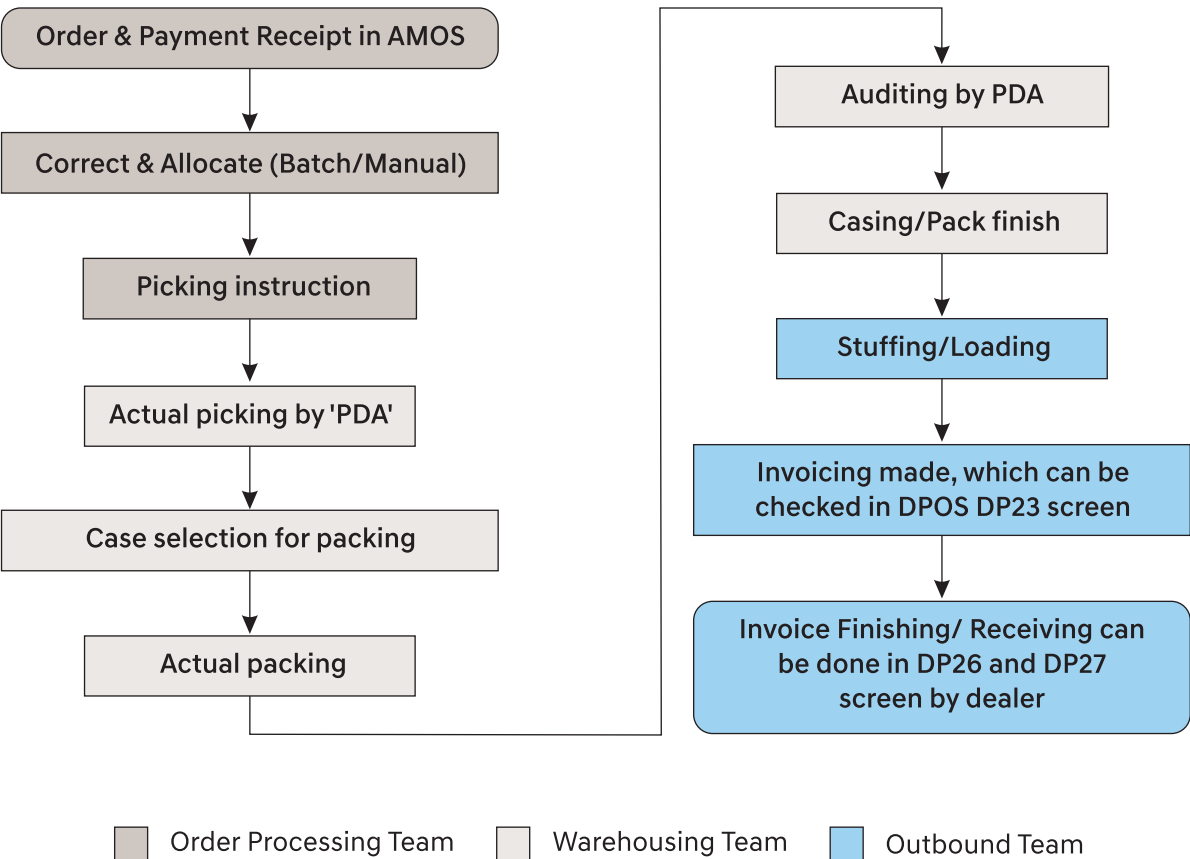 Order & Payment Receipt in AMOS
Correct & Allocate (Batch/Manual)
Picking instruction
Actual picking by 'PDA'
Case selection for packing
Actual packing
Auditing by PDA
Casing/Pack finish
Stuffing/Loading
Invoicing made, which can be
checked in DPOS DP23 screen
Invoice Finishing/ Receiving can
be done in DP26 and DP27
screen by dealer
Order Processing Team
Warehousing Team
Outbound Team